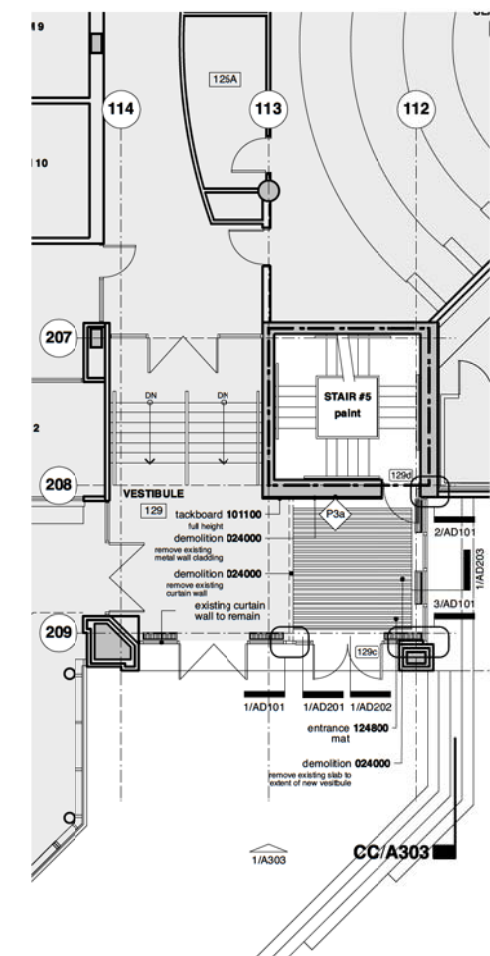 M 9
125A
114
113
112
10
207
STAIR #5
paint
DN
DN
2
129d
208
VESTIBULE
129
tackboard 101100
full height
P3a
demolition 024000
remove existing
metal wall cladding
2/AD101
1/AD203
demolition 024000
remove existing
curtain wall
3/AD101
existing curtain
wall to remain
209
129c
1/AD101
1/AD201
1/AD202
entrance 124800
mat
demolition 024000
remove existing slab to
extent of new vestibule
1/A303
CC/A303